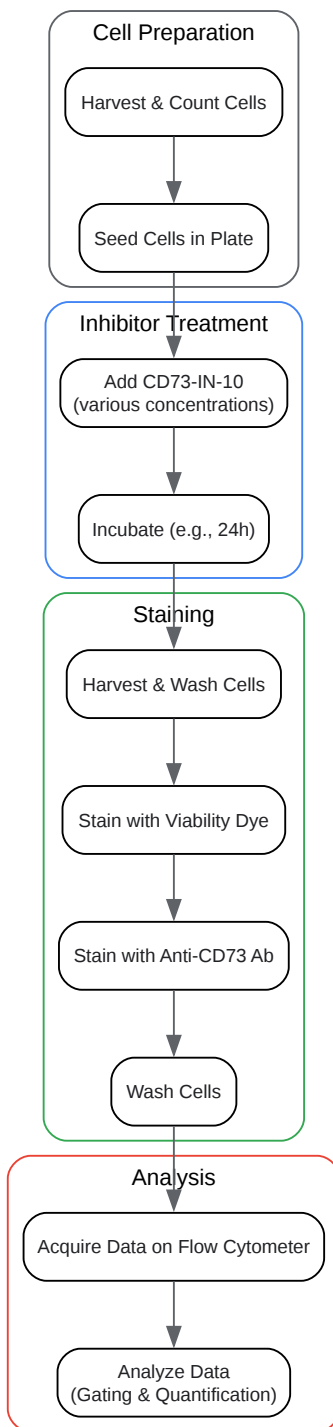 Cell Preparation
Harvest & Count Cells
Seed Cells in Plate
Inhibitor Treatment
Add CD73-IN-10
(various concentrations)
Incubate (e.g., 24h)
Staining
Harvest & Wash Cells
Stain with Viability Dye
Stain with Anti-CD73 Ab
Wash Cells
Analysis
Acquire Data on Flow Cytometer
Analyze Data
(Gating & Quantification)